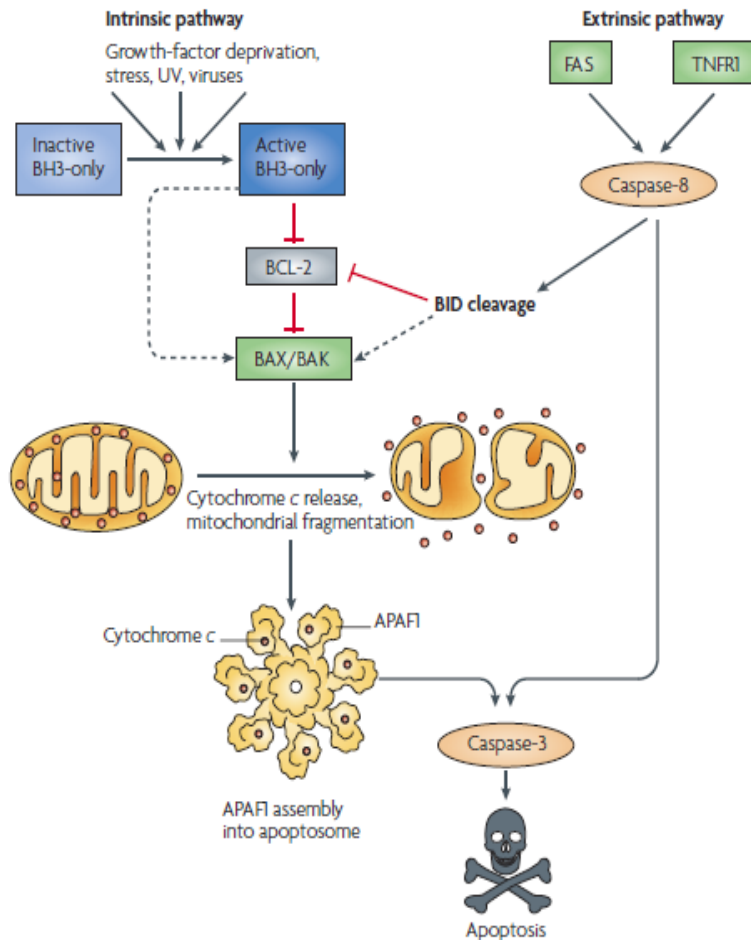 Intrinsic pathway
Growth-factor deprivation,
stress, UV, viruses
Extrinsic pathway
FAS
TNFR1
Inactive
BH3-only
Active
BH3-only
Caspase-8
BCL-2
BID cleavage
BAX/BAK
Cytochrome c release,
mitochondrial fragmentation
Cytochrome c
APAF1
Caspase-3
APAF1 assembly
into apoptosome
Apoptosis